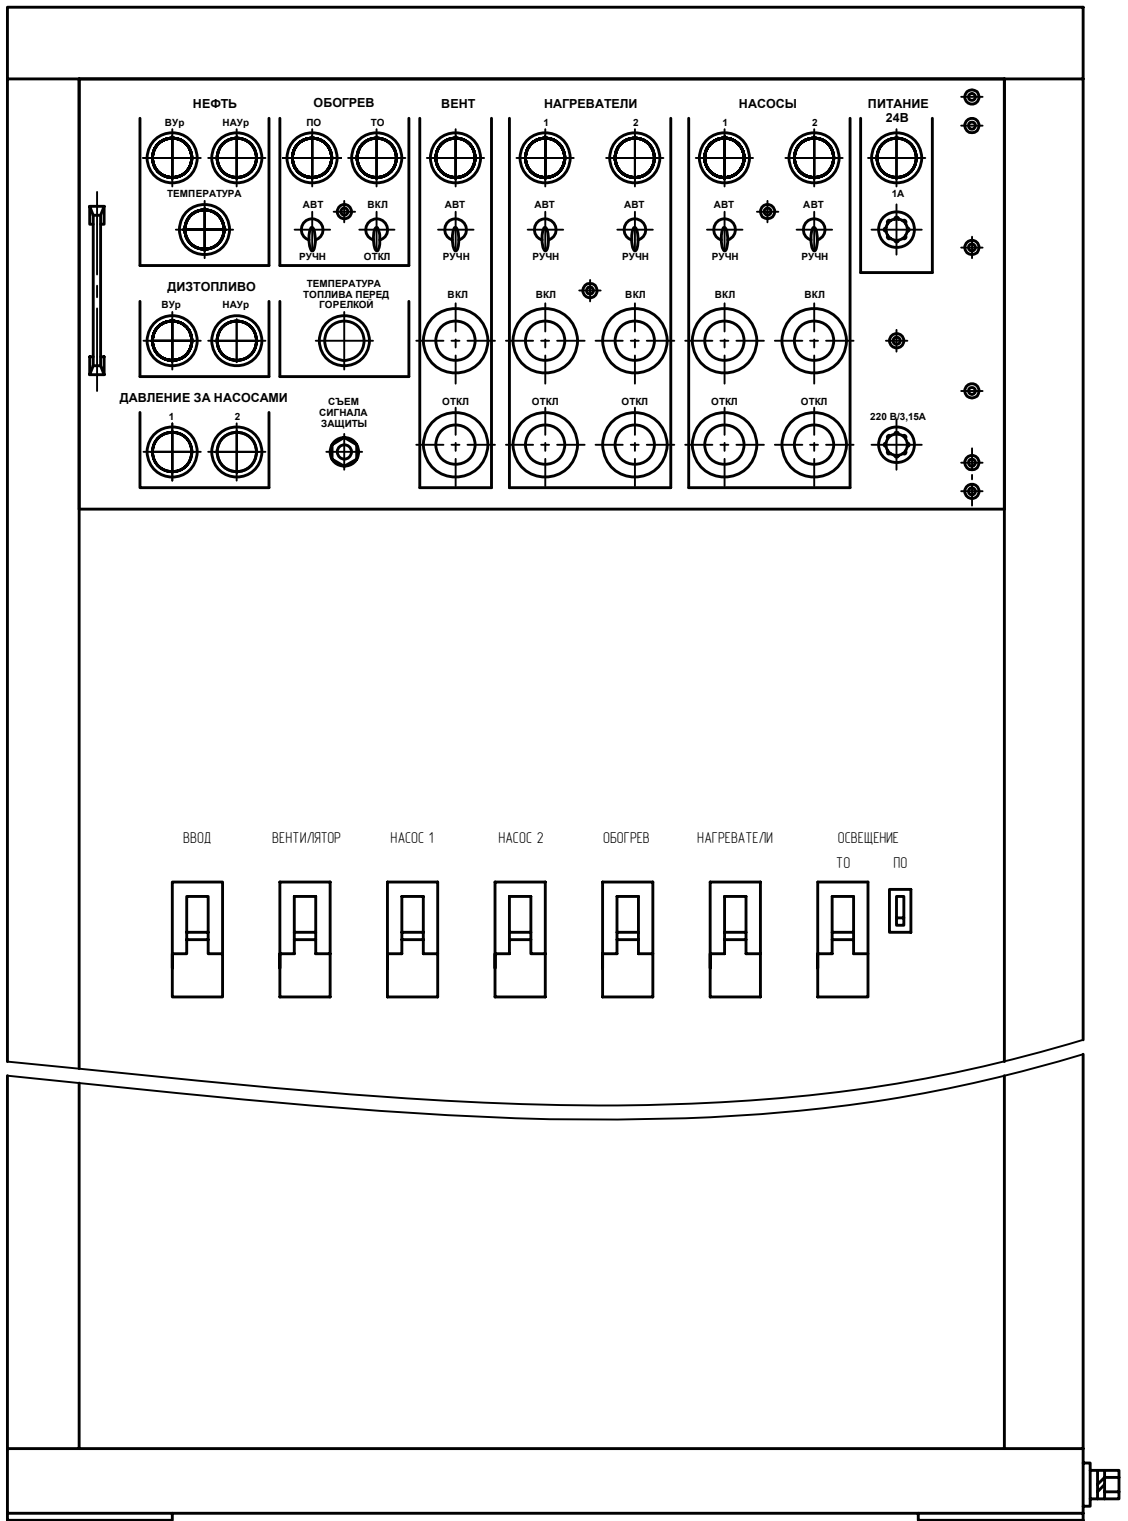 НЕФТЬ
ОБОГРЕВ
ВЕНТ
НАГРЕВАТЕЛИ
НАСОСЫ
ПИТАНИЕ
24В
ВУр
НАУр
ПО
ТО
1
2
1
2
ТЕМПЕРАТУРА
1А
АВТ
ВКЛ
АВТ
АВТ
АВТ
АВТ
АВТ
РУЧН
ОТКЛ
РУЧН
РУЧН
РУЧН
РУЧН
РУЧН
ДИЗТОПЛИВО
ВУр
НАУр
ТЕМПЕРАТУРА
ТОПЛИВА ПЕРЕД
ГОРЕЛКОЙ
ВКЛ
ВКЛ
ВКЛ
ВКЛ
ВКЛ
ДАВЛЕНИЕ ЗА НАСОСАМИ
1
2
СЪЕМ
СИГНАЛА
ЗАЩИТЫ
ОТКЛ
ОТКЛ
ОТКЛ
ОТКЛ
ОТКЛ
220 В/3,15А
ВВОД
ВЕНТИЛЯТОР
НАСОС 1
НАСОС 2
ОБОГРЕВ
НАГРЕВАТЕЛИ
ОСВЕЩЕНИЕ
ТО
ПО